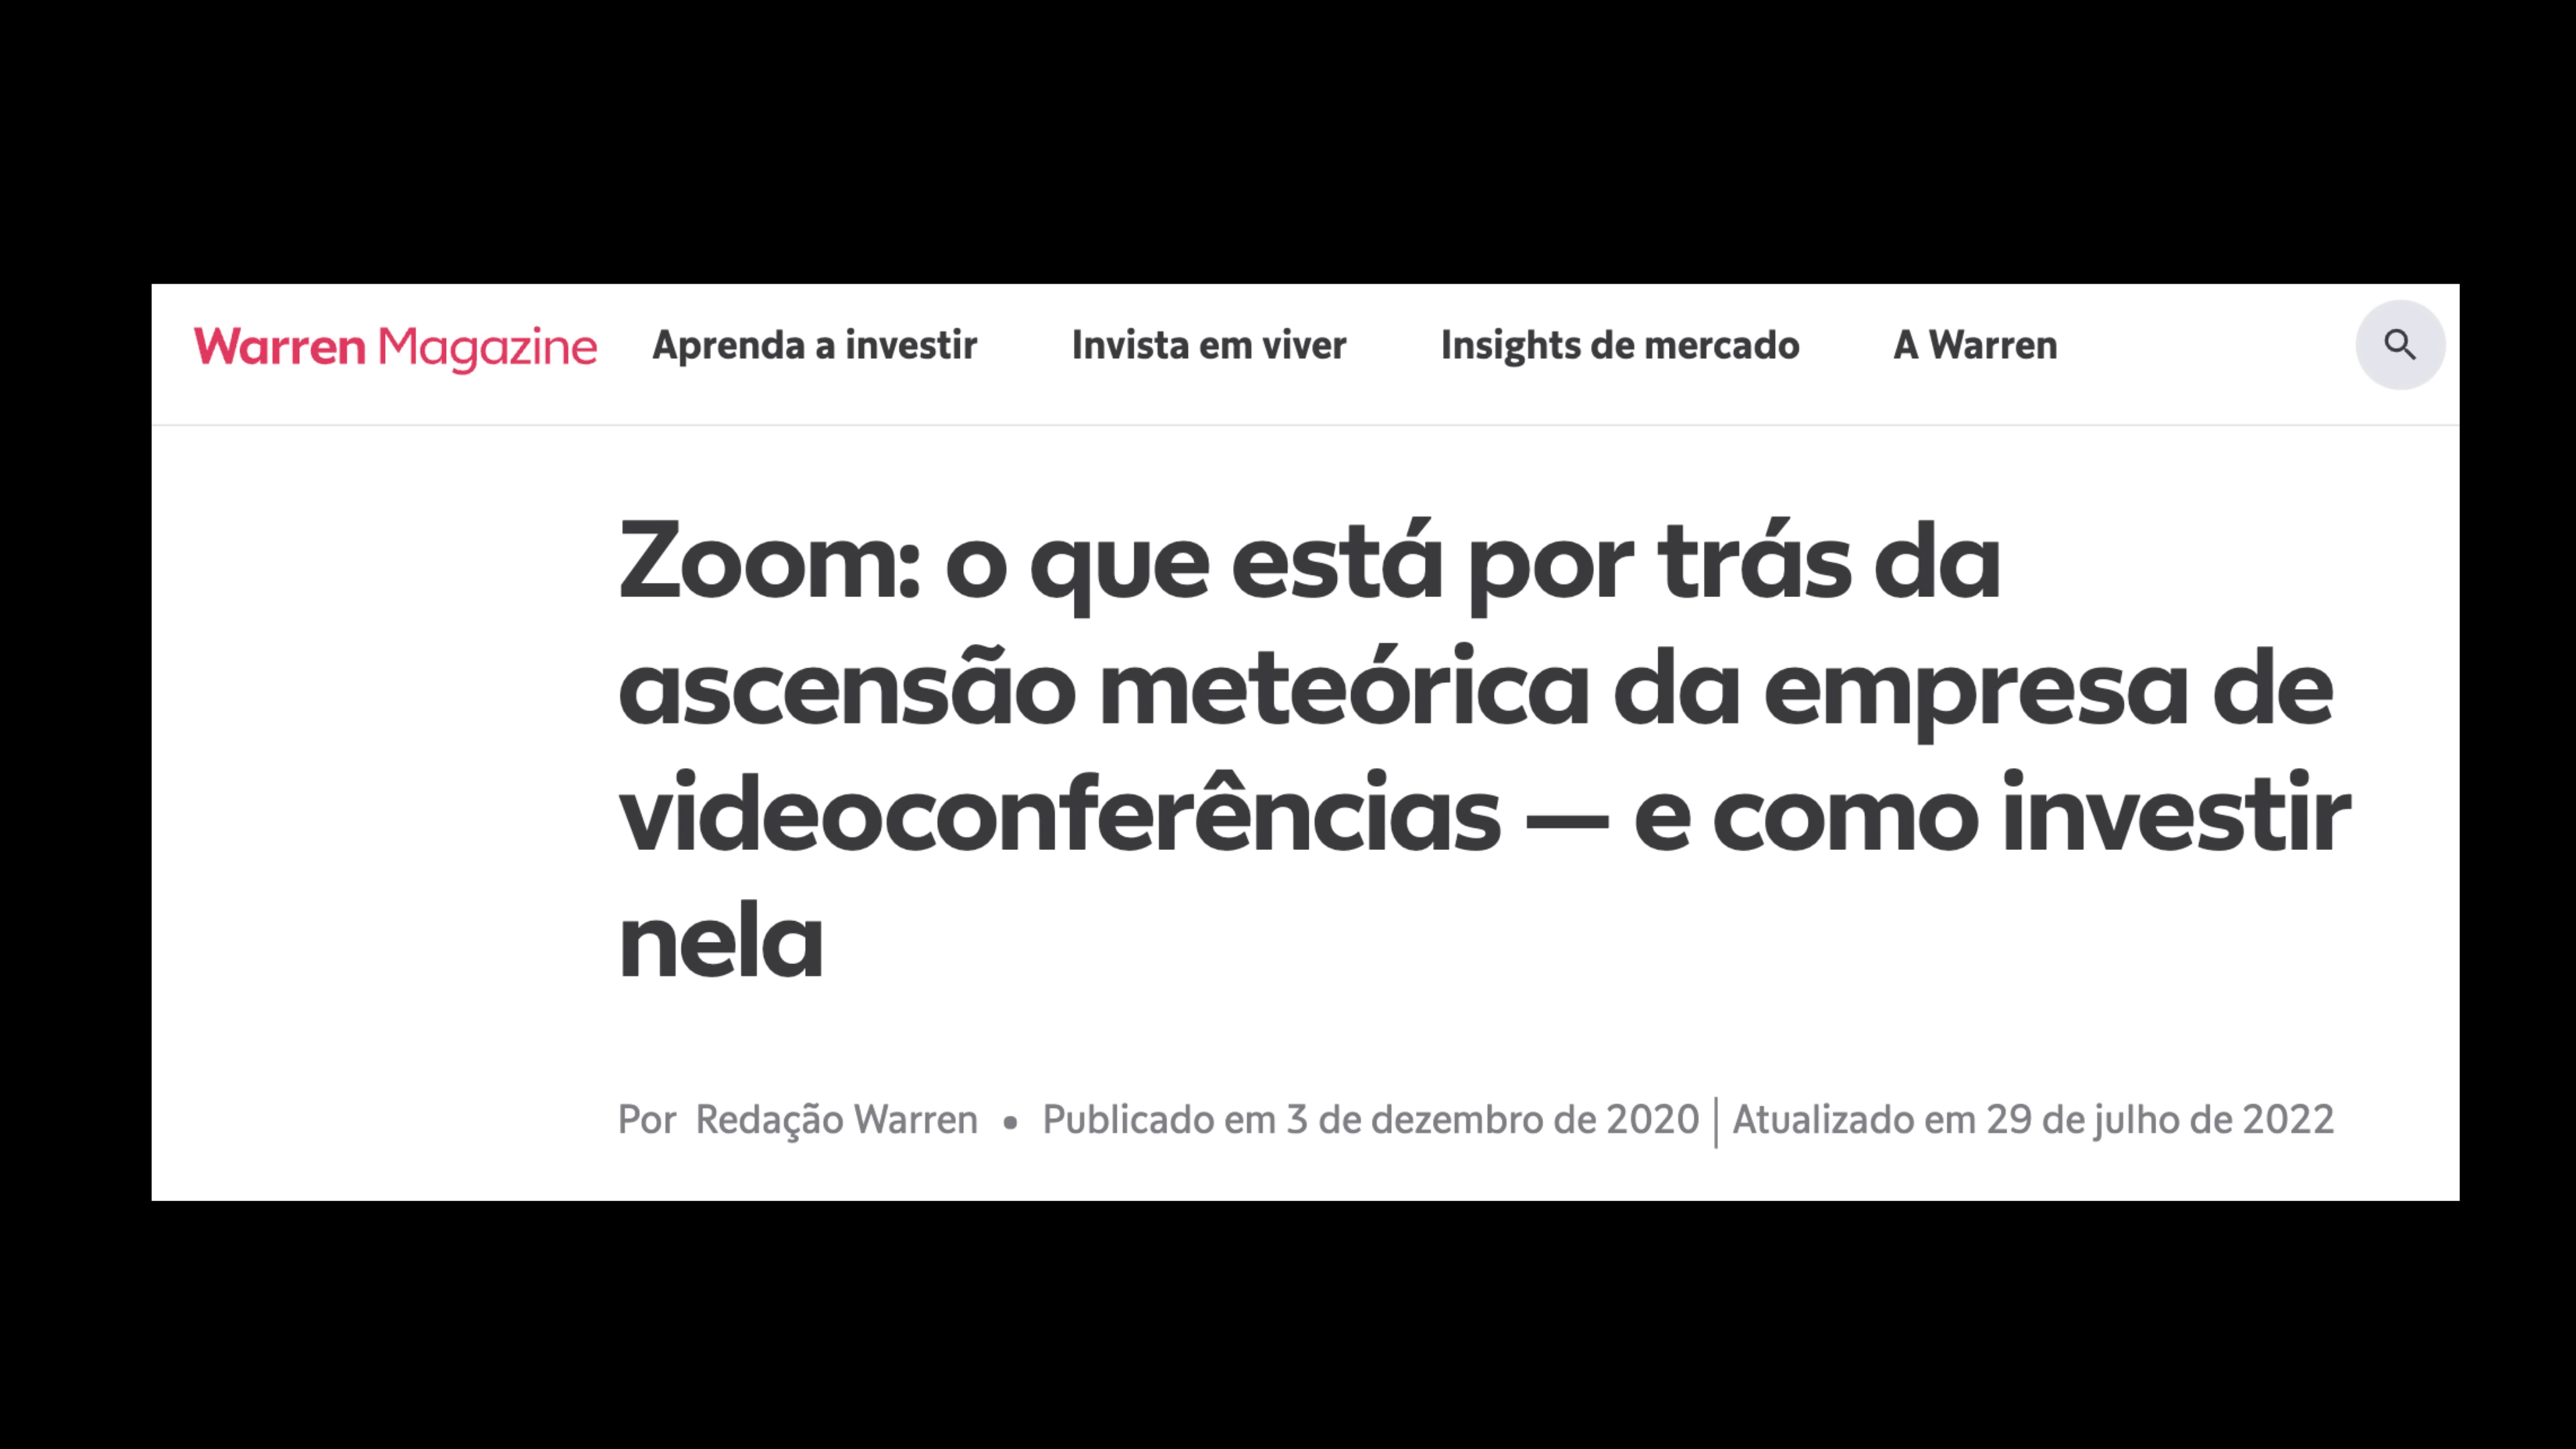 Warren Magazine Aprenda a investir Invista em viver Insights de mercado A Warren
Zoom: o que está por trás da
ascensão meteórica da empresa de
videoconferências — e como investir
nela
Por Redação Warren • Publicado em 3 de dezembro de 2020 | Atualizado em 29 de julho de 2022